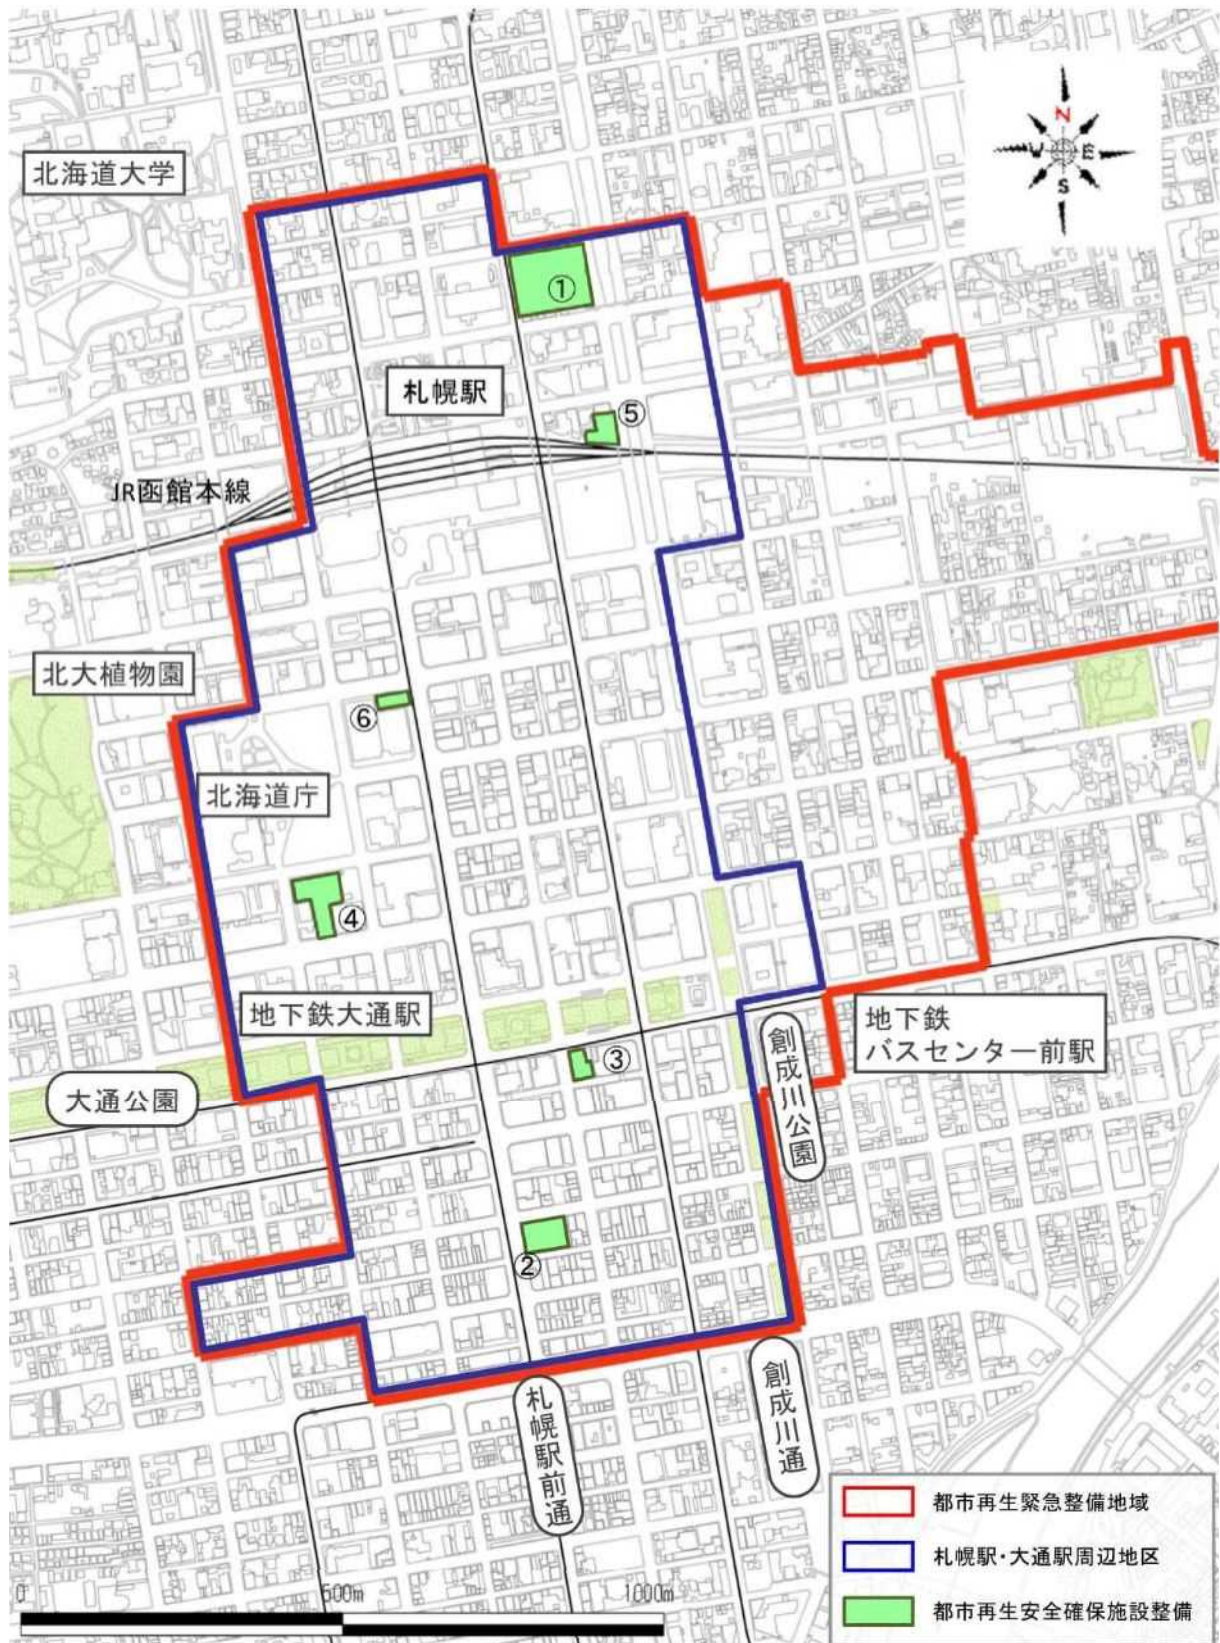 N
W
E
S
北海道大学
①
札幌駅
⑤
JR函館本線
北大植物園
⑥
北海道庁
④
地下鉄大通駅
地下鉄
バスセンター前駅
創成川公園
③
大通公園
②
札幌駅前通
創成川通
都市再生緊急整備地域
札幌駅・大通駅周辺地区
都市再生安全確保施設整備
0 500m 1000m